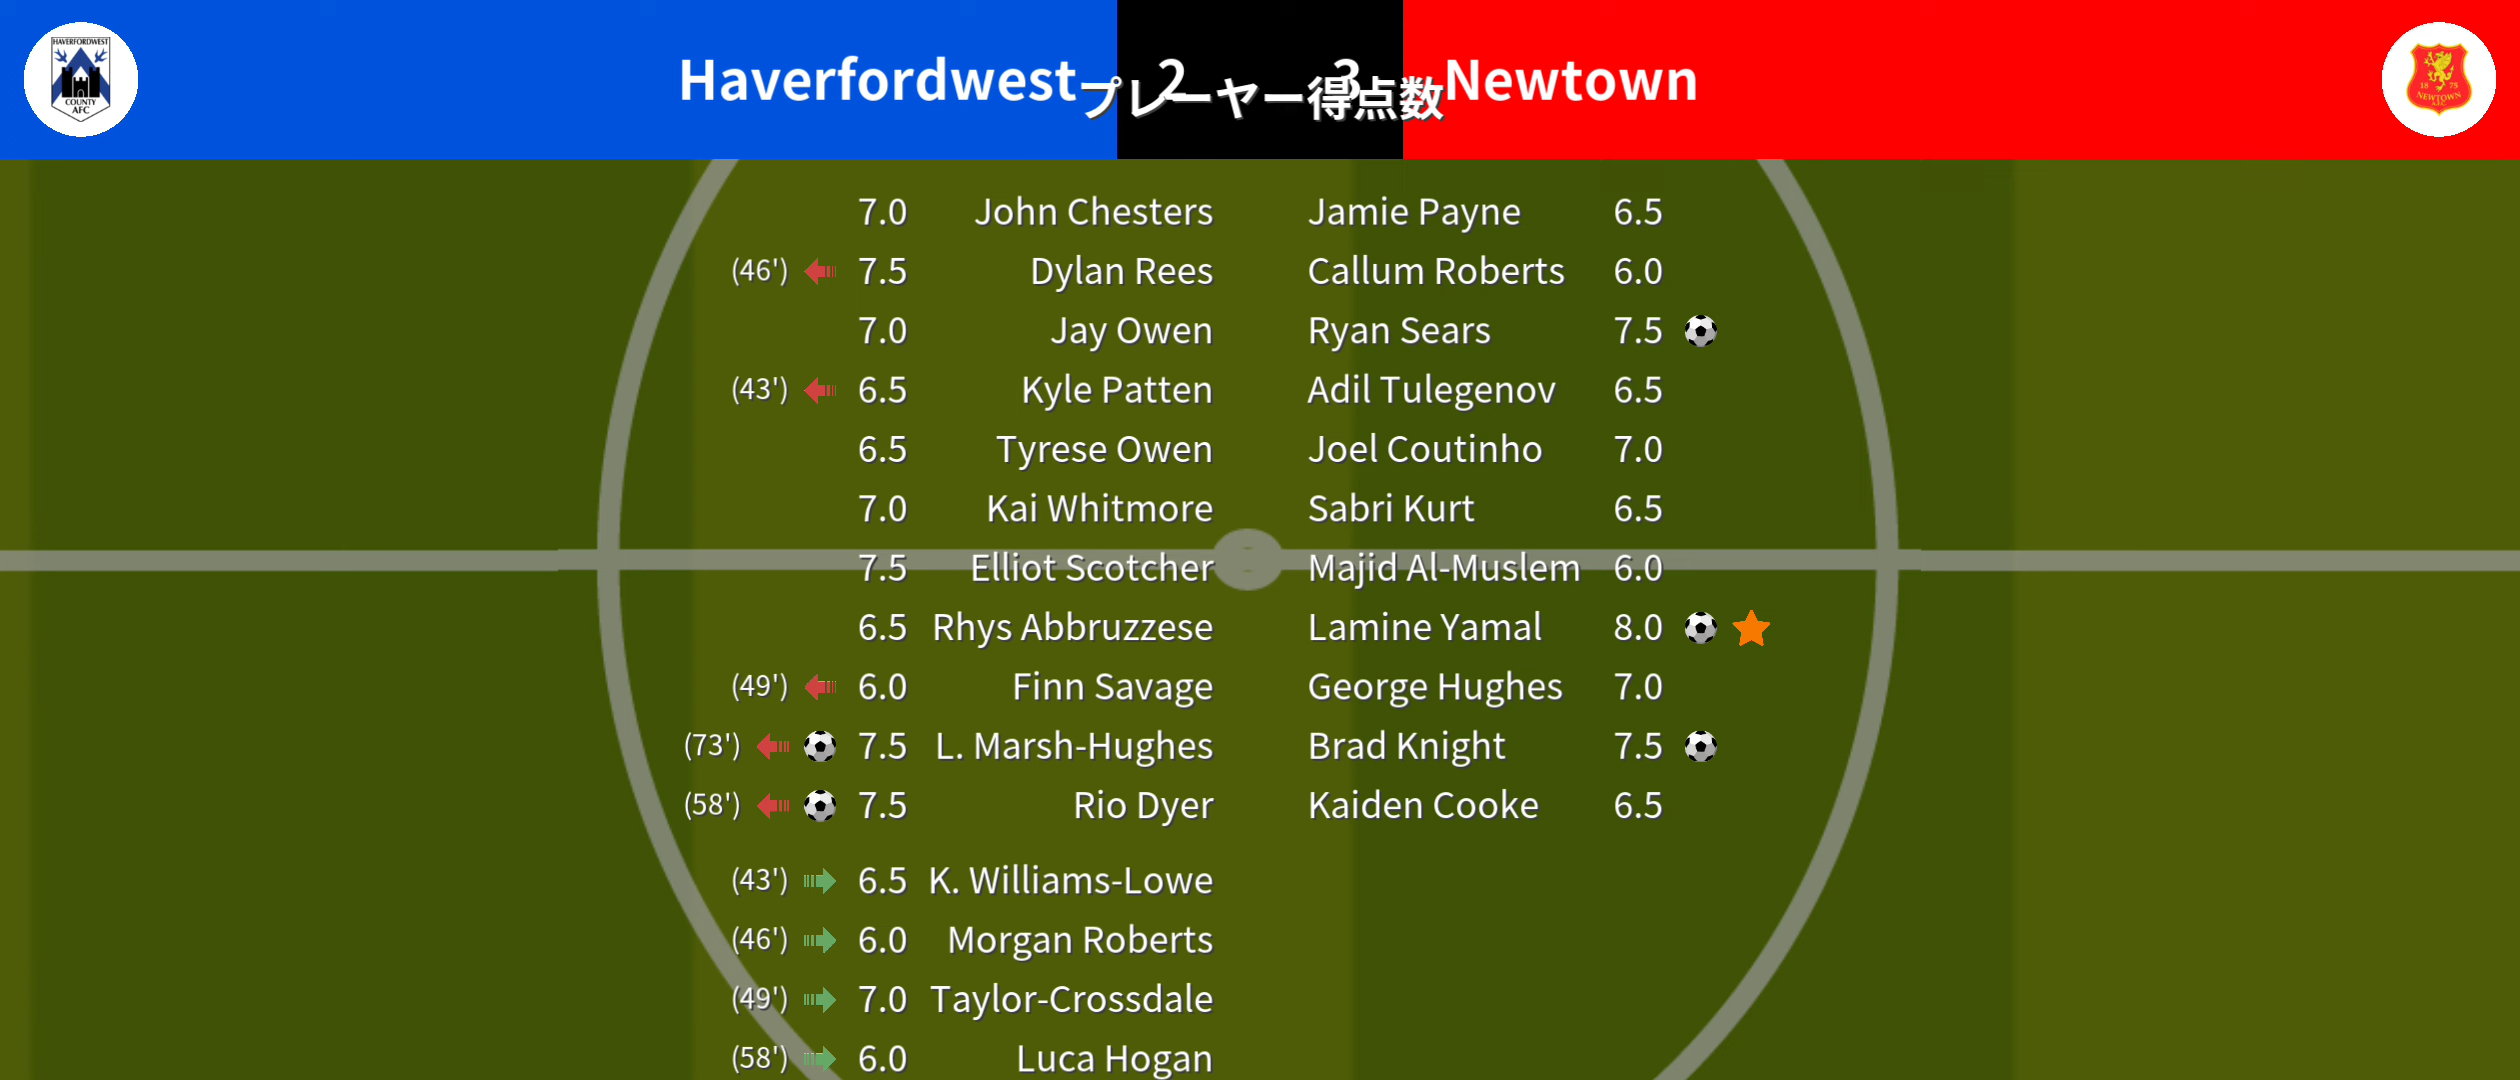 HAVERFORDWEST
COUNTY
AFC
Haverfordwest 2 3 Newtown
プレーヤー得点数
18 75
NEWTOWN
7.0 John Chesters Jamie Payne 6.5
(46') 7.5 Dylan Rees Callum Roberts 6.0
7.0 Jay Owen Ryan Sears 7.5
(43') 6.5 Kyle Patten Adil Tulegenov 6.5
6.5 Tyrese Owen Joel Coutinho 7.0
7.0 Kai Whitmore Sabri Kurt 6.5
7.5 Elliot Scotcher Majid Al-Muslem 6.0
6.5 Rhys Abbruzzese Lamine Yamal 8.0
(49') 6.0 Finn Savage George Hughes 7.0
(73') 7.5 L. Marsh-Hughes Brad Knight 7.5
(58') 7.5 Rio Dyer Kaiden Cooke 6.5
(43') 6.5 K. Williams-Lowe
(46') 6.0 Morgan Roberts
(49') 7.0 Taylor-Crossdale
(58') 6.0 Luca Hogan